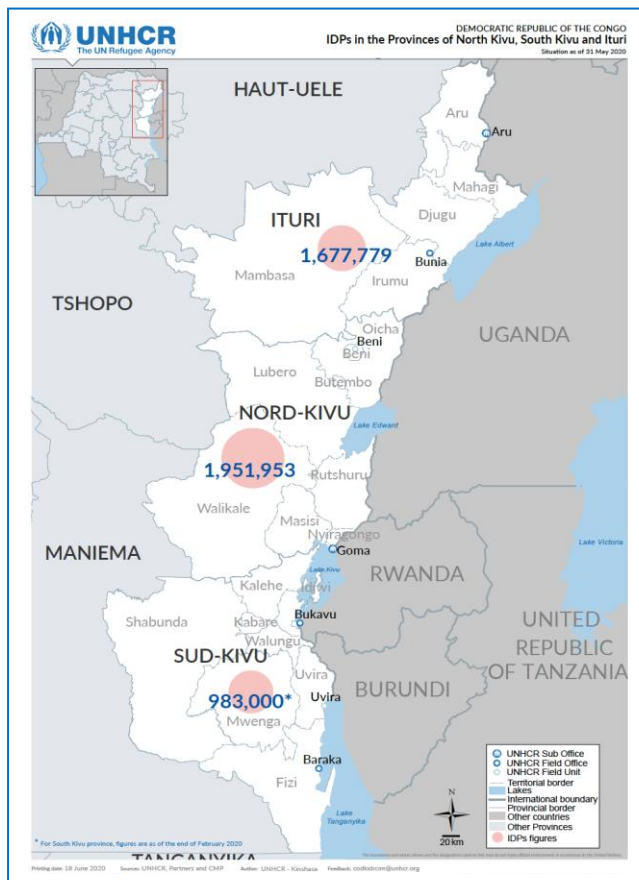 UNHCR
The UN Refugee Agency
DEMOCRATIC REPUBLIC OF THE CONGO
IDPs in the Provinces of North Kivu, South Kivu and Ituri
Situation as of 31 May 2020
HAUT-UELE
Aru
Aru
Mahagi
ITURI
Djugu
1,677,779
Lake Albert
Bunia
Mambasa
Irumu
TSHOPO
Oicha
Beni
Beni
UGANDA
Lubero
Butembo
NORD-KIVU
Lake Edward
1,951,953
Rutshuru
Walikale
Masisi
Nyiragongo
Lake Victoria
Goma
MANIEMA
Lake Kivu
RWANDA
Kalehe
Idjwi
Shabunda
Bukavu
Kabare
Walungu
UNITED
REPUBLIC
OF TANZANIA
SUD-KIVU
Uvira
BURUNDI
983,000*
Uvira
Mwenga
Baraka
Fizi
UNHCR Sub Office
UNHCR Field Office
UNHCR Field Unit
Territorial border
Lakes
International boundary
Provincial border
Other countries
Other Provinces
IDPs figures
N
20 km
Lake
Tanganyika
* For South Kivu province, figures are as of the end of February 2020
TANGANYIKA
Printing date: 18 June 2020 Sources: UNHCR, Partners and CMP Author: UNHCR - Kinshasa Feedback: codkodrcim@unhcr.org